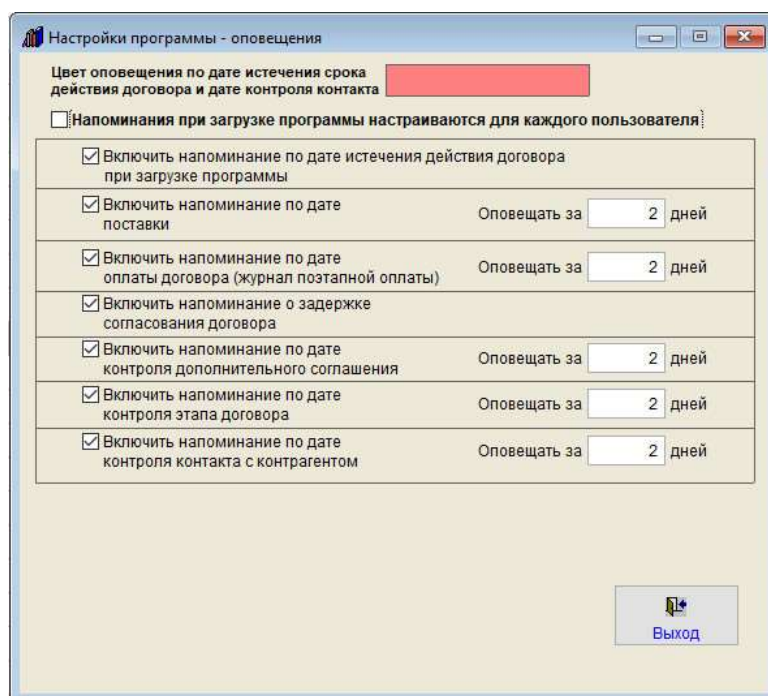 Настройки программы - оповещения
Цвет оповещения по дате истечения срока
действия договора и дате контроля контакта
Напоминания при загрузке программы настраиваются для каждого пользователя
Включить напоминание по дате истечения действия договора
при загрузке программы
Включить напоминание по дате
поставки
Оповещать за 2 дней
Включить напоминание по дате
оплаты договора (журнал поэтапной оплаты)
Оповещать за 2 дней
Включить напоминание о задержке
согласования договора
Включить напоминание по дате
контроля дополнительного соглашения
Оповещать за 2 дней
Включить напоминание по дате
контроля этапа договора
Оповещать за 2 дней
Включить напоминание по дате
контроля контакта с контрагентом
Оповещать за 2 дней
Выход